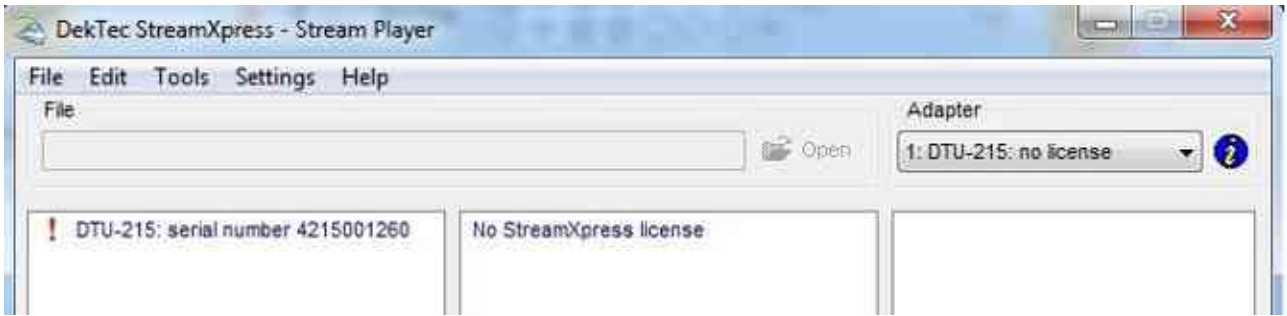 DekTec StreamXpress - Stream Player
File Edit Tools Settings Help
File
Adapter
Open
1: DTU-215: no license
! DTU-215: serial number 4215001260
No StreamXpress license